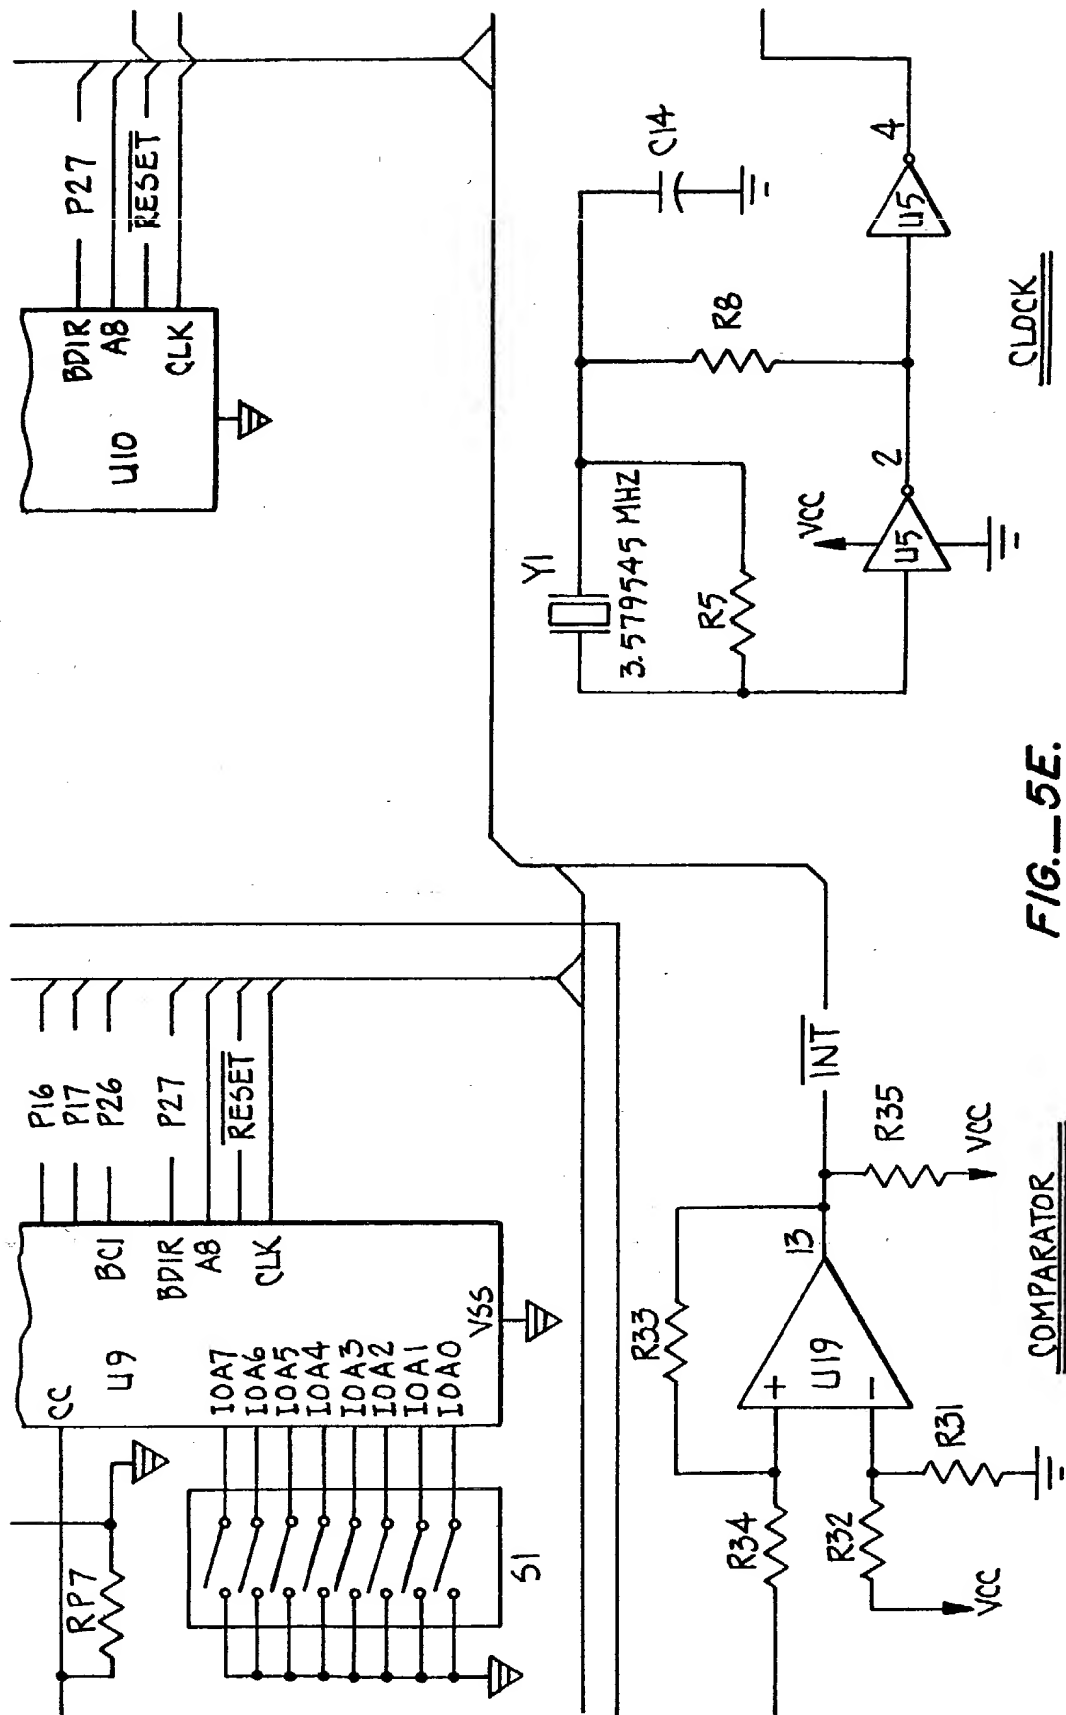 CC
U9
P16
P17
BC1
P26
BDIR
P27
A8
RESET
CLK
VSS
IOA7
IOA6
IOA5
IOA4
IOA3
IOA2
IOA1
IOA0
RP7
S1
U10
BDIR
P27
A8
RESET
CLK
Y1
3.579545 MHZ
R5
R8
C14
VCC
U5
2
U5
4
CLOCK
R33
R34
R32
VCC
R31
+
U19
-
13
INT
R35
VCC
COMPARATOR
FIG._5E.